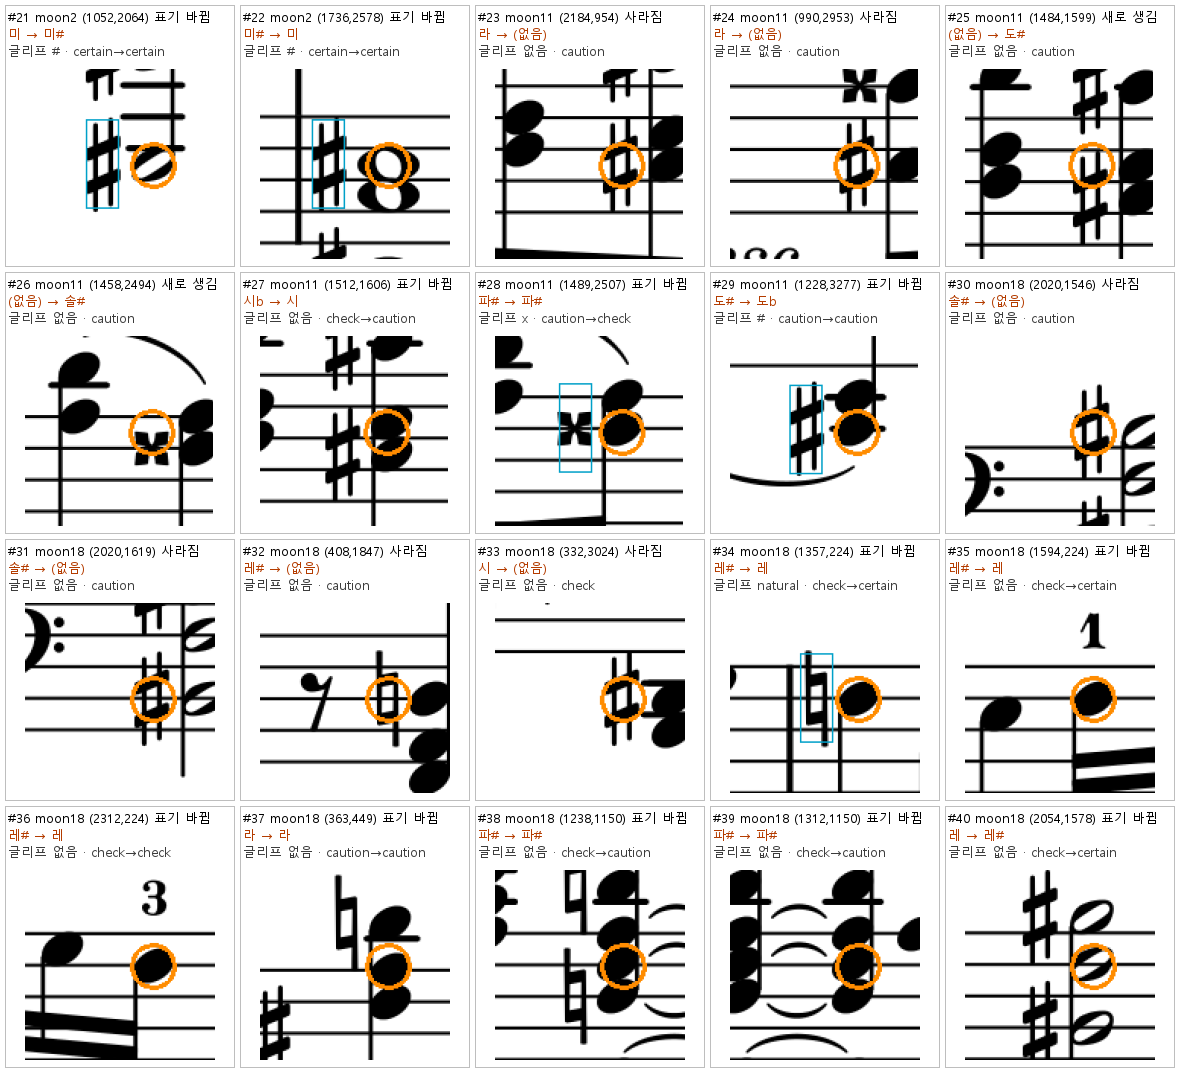 #21 moon2 (1052,2064) 표기 바뀜
미 → 미#
글리프 # · certain→certain
#22 moon2 (1736,2578) 표기 바뀜
미# → 미
글리프 # · certain→certain
#23 moon11 (2184,954) 사라짐
라 → (없음)
글리프 없음 · caution
#24 moon11 (990,2953) 사라짐
라 → (없음)
글리프 없음 · caution
#25 moon11 (1484,1599) 새로 생김
(없음) → 도#
글리프 없음 · caution
#26 moon11 (1458,2494) 새로 생김
(없음) → 솔#
글리프 없음 · caution
#27 moon11 (1512,1606) 표기 바뀜
시b → 시
글리프 없음 · check→caution
#28 moon11 (1489,2507) 표기 바뀜
파# → 파#
글리프 x · caution→check
#29 moon11 (1228,3277) 표기 바뀜
도# → 도b
글리프 # · caution→caution
#30 moon18 (2020,1546) 사라짐
솔# → (없음)
글리프 없음 · caution
#31 moon18 (2020,1619) 사라짐
솔# → (없음)
글리프 없음 · caution
#32 moon18 (408,1847) 사라짐
레# → (없음)
글리프 없음 · caution
#33 moon18 (332,3024) 사라짐
시 → (없음)
글리프 없음 · check
#34 moon18 (1357,224) 표기 바뀜
레# → 레
글리프 natural · check→certain
#35 moon18 (1594,224) 표기 바뀜
레# → 레
글리프 없음 · check→certain
1
#36 moon18 (2312,224) 표기 바뀜
레# → 레
글리프 없음 · check→check
3
#37 moon18 (363,449) 표기 바뀜
라 → 라
글리프 없음 · caution→caution
#38 moon18 (1238,1150) 표기 바뀜
파# → 파#
글리프 없음 · check→caution
#39 moon18 (1312,1150) 표기 바뀜
파# → 파#
글리프 없음 · check→caution
#40 moon18 (2054,1578) 표기 바뀜
레 → 레#
글리프 없음 · check→certain